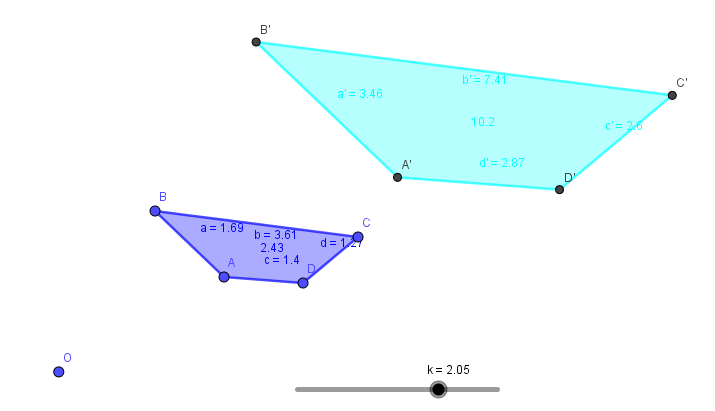 B'
b' = 7.41
C'
a' = 3.46
10.2
c' = 2.6
A'
d' = 2.87
D'
B
a = 1.69
b = 3.61
C
2.43
d = 1.27
c = 1.4
A
D
O
k = 2.05